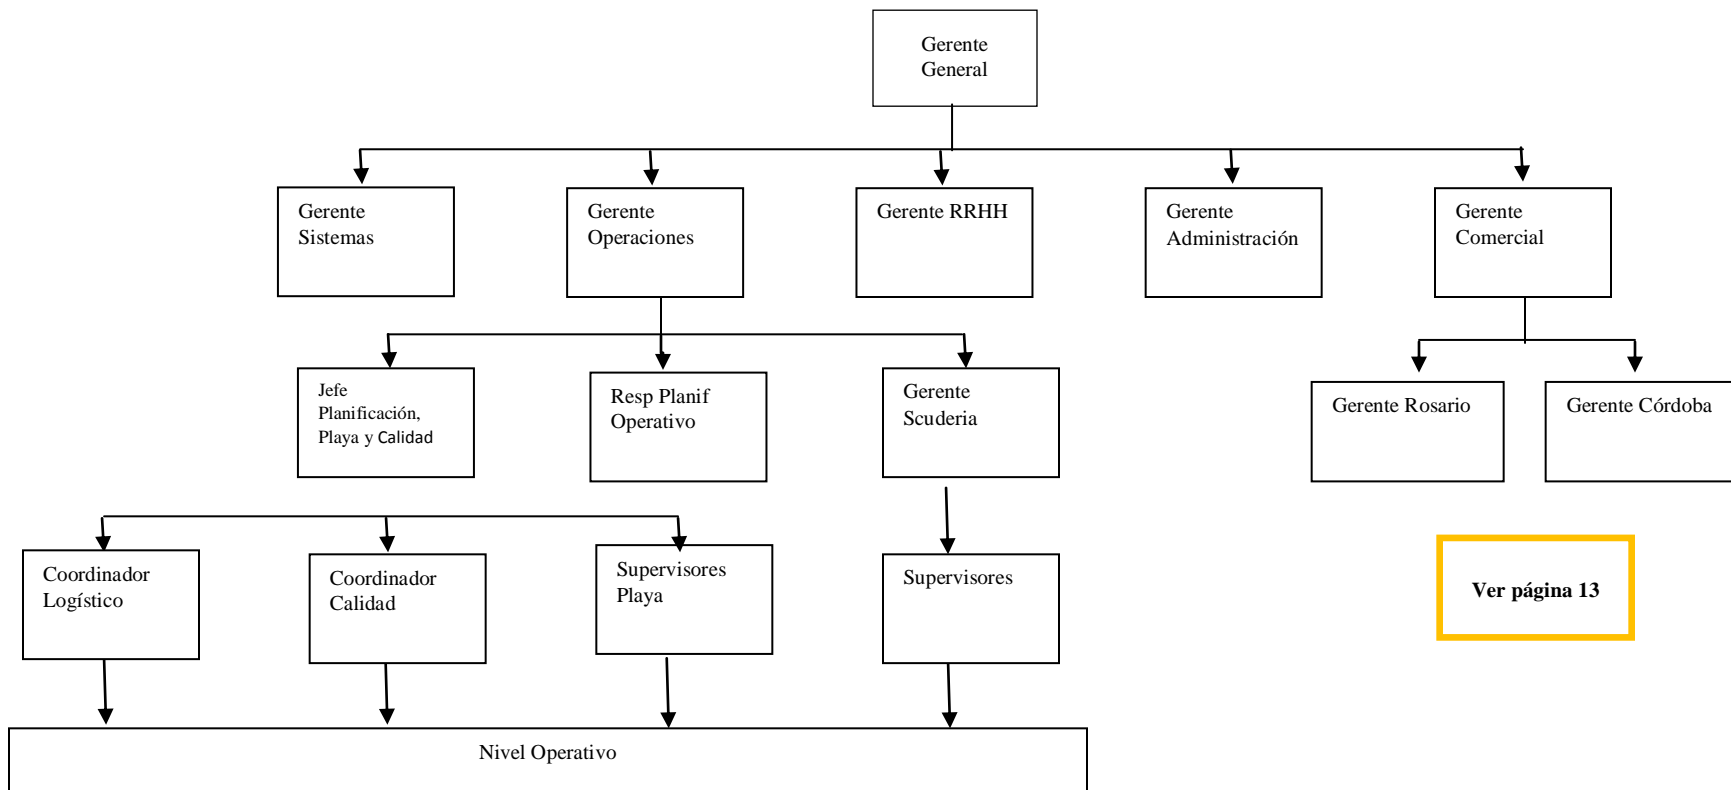 Gerente
General
Gerente
Sistemas
Gerente
Operaciones
Gerente RRHH
Gerente
Administración
Gerente
Comercial
Jefe
Planificación,
Playa y Calidad
Resp Planif
Operativo
Gerente
Scuderia
Gerente Rosario
Gerente Córdoba
Coordinador
Logístico
Coordinador
Calidad
Supervisores
Playa
Supervisores
Ver página 13
Nivel Operativo